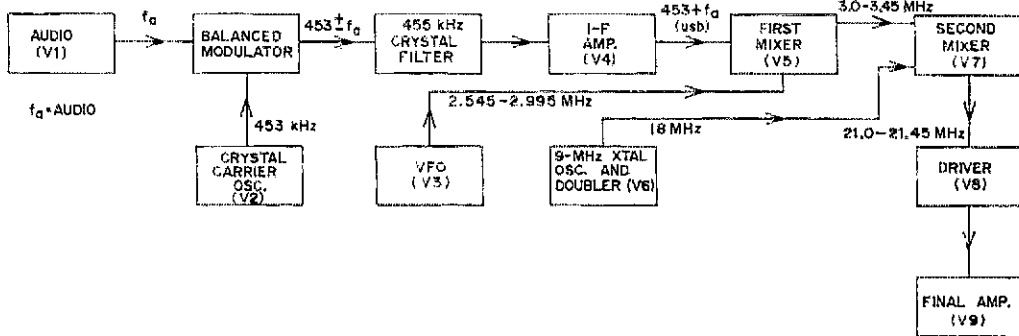 AUDIO
(V1)
fa
BALANCED
MODULATOR
453±fa
455 kHz
CRYSTAL
FILTER
I-F
AMP.
(V4)
453+fa
(usb)
FIRST
MIXER
(V5)
3.0-3.45 MHz
SECOND
MIXER
(V7)
fa=AUDIO
453 kHz
2.545-2.995 MHz
18 MHz
21.0-21.45 MHz
CRYSTAL
CARRIER
OSC.
(V2)
VFO
(V3)
9-MHz XTAL
OSC. AND
DOUBLER (V6)
DRIVER
(V8)
FINAL AMP.
(V9)